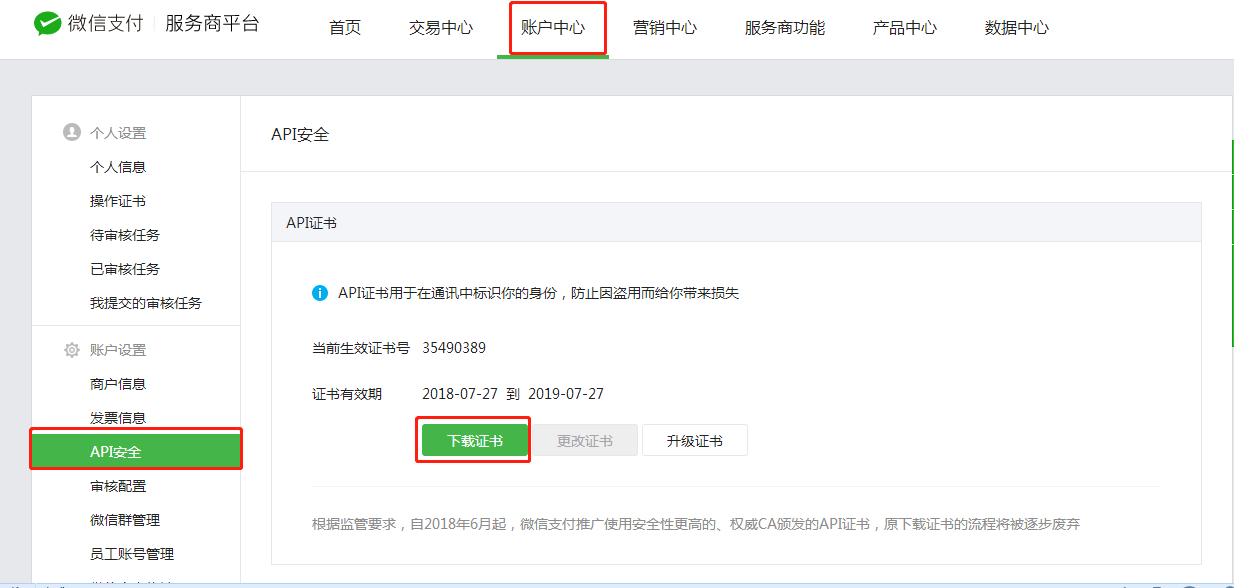 微信支付 服务商平台 首页 交易中心 账户中心 营销中心 服务商功能 产品中心 数据中心
个人设置
个人信息
操作证书
待审核任务
已审核任务
我提交的审核任务
账户设置
商户信息
发票信息
API安全
审核配置
微信群管理
员工账号管理
API安全
API证书
API证书用于在通讯中标识你的身份，防止因盗用而给你带来损失
当前生效证书号 35490389
证书有效期 2018-07-27 到 2019-07-27
下载证书 更改证书 升级证书
根据监管要求，自2018年6月起，微信支付推广使用安全性更高的、权威CA颁发的API证书，原下载证书的流程将被逐步废弃